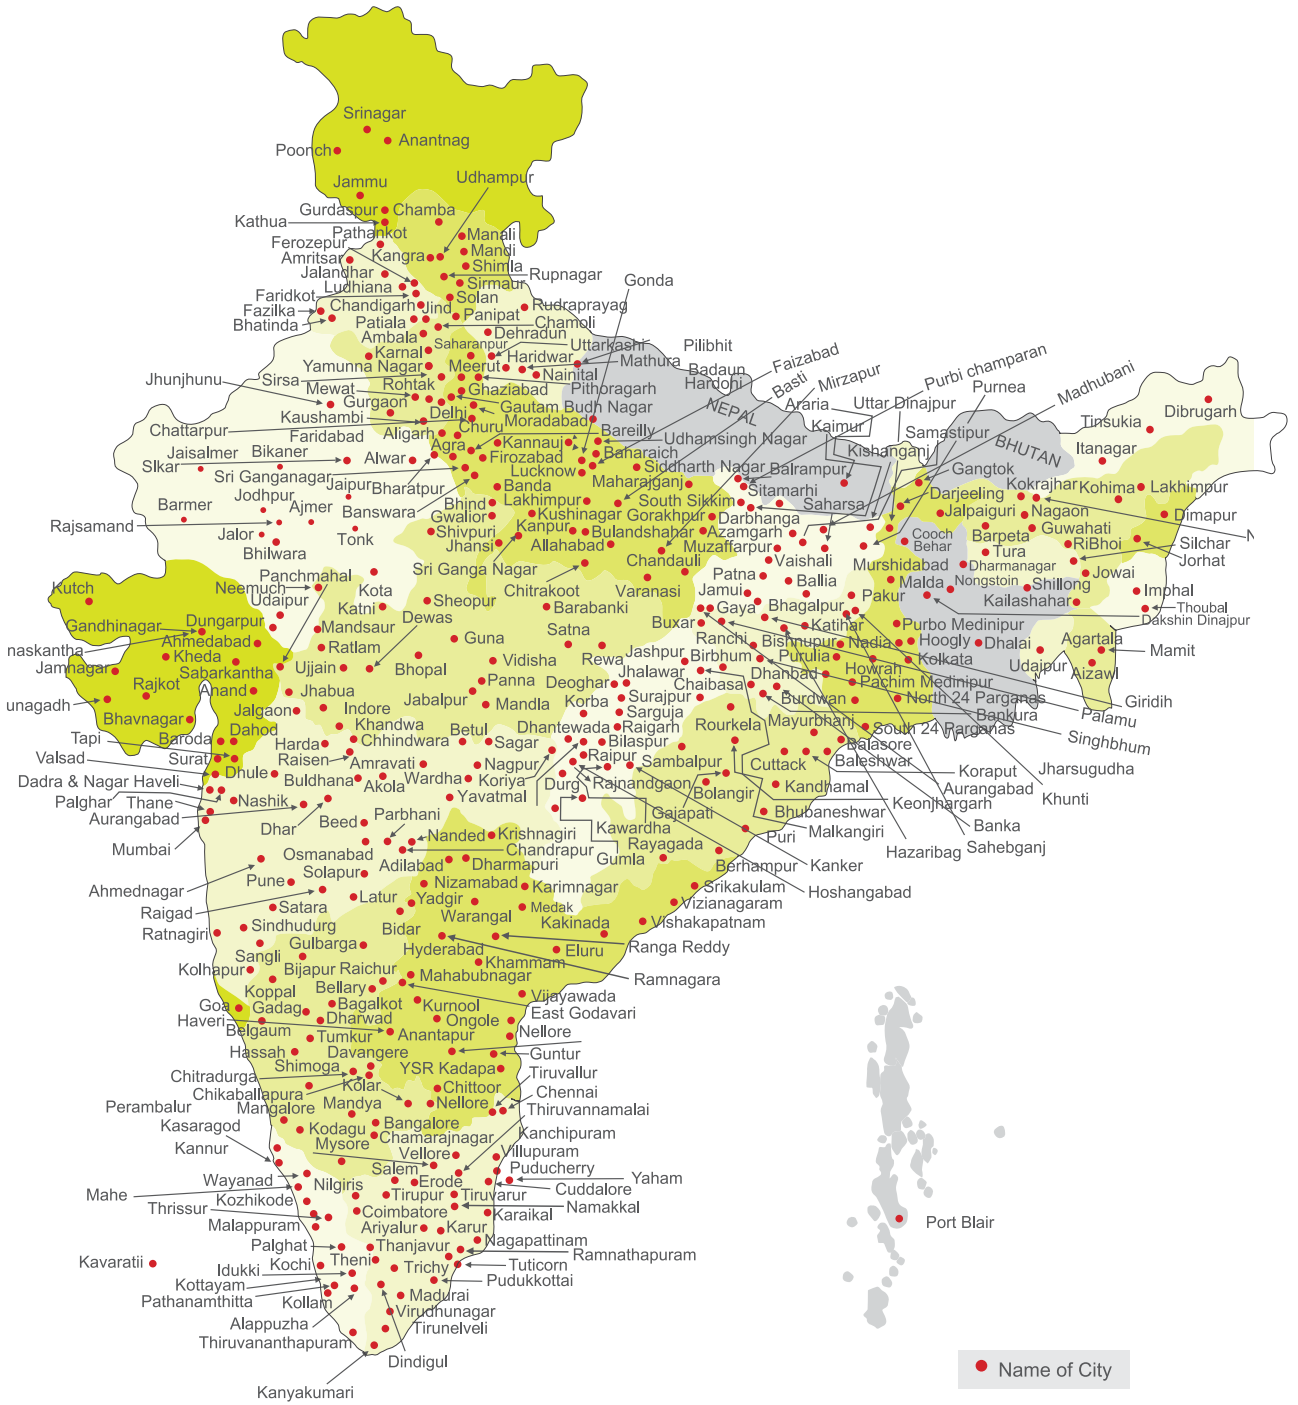 Srinagar
Anantnag
Poonch
Jammu
Udhampur
Gurdaspur
Chamba
Kathua
Pathankot
Manali
Ferozepur
Mandi
Amritsar
Kangra
Shimla
Jalandhar
Rupnagar
Ludhiana
Sirmaur
Gonda
Faridkot
Solan
Fazilka
Chandigarh
Jind
Rudraprayag
Bhatinda
Patiala
Panipat
Chamoli
Ambala
Dehradun
Karnal
Saharanpur
Uttarkashi
Pilibhit
Faizabad
Yamunna Nagar
Meerut
Haridwar
Mathura
Badaun
Basti
Mirzapur
Purbi champaran
Jhunjhunu
Sirsa
Nainital
Hardohi
Madhubani
Mewat
Rohtak
Ghaziabad
Pithoragarh
Araria
Uttar Dinajpur
Purnea
Gurgaon
Gautam Budh Nagar
NEPAL
Dibrugarh
Kaushambi
Delhi
Moradabad
Kaimur
Samastipur
Tinsukia
Chattarpur
Faridabad
Aligarh
Churu
Bareilly
Kishanganj
BHUTAN
Itanagar
Jaisalmer
Bikaner
Agra
Kannauj
Udhamsingh Nagar
SIkar
Alwar
Firozabad
Baharaich
Balrampur
Gangtok
Sri Ganganagar
Bharatpur
Lucknow
Siddharth Nagar
Jaipur
Banda
Maharajganj
Sitamarhi
Saharsa
Darjeeling
Kokrajhar
Kohima
Lakhimpur
Barmer
Jodhpur
Ajmer
Banswara
Bhind
Lakhimpur
South Sikkim
Jalpaiguri
Nagaon
Dimapur
Rajsamand
Gwalior
Kushinagar
Gorakhpur
Darbhanga
Guwahati
N
Jalor
Tonk
Shivpuri
Kanpur
Bulandshahar
Azamgarh
Cooch
Behar
Barpeta
RiBhoi
Silchar
Bhilwara
Jhansi
Allahabad
Muzaffarpur
Vaishali
Tura
Jorhat
Panchmahal
Sri Ganga Nagar
Chandauli
Murshidabad
Dharmanagar
Jowai
Kutch
Neemuch
Kota
Chitrakoot
Varanasi
Patna
Ballia
Malda
Nongstoin
Shillong
Imphal
Udaipur
Katni
Sheopur
Barabanki
Jamui
Bhagalpur
Pakur
Kailashahar
Thoubal
Gandhinagar
Dungarpur
Mandsaur
Dewas
Buxar
Gaya
Katihar
Purbo Medinipur
Dakshin Dinajpur
naskantha
Ahmedabad
Ratlam
Guna
Satna
Ranchi
Bishnupur
Nadia
Hoogly
Dhalai
Agartala
Jamnagar
Kheda
Ujjain
Bhopal
Vidisha
Rewa
Jashpur
Birbhum
Purulia
Howrah
Kolkata
Udaipur
Mamit
Rajkot
Sabarkantha
Panna
Deoghar
Jhalawar
Dhanbad
Pachim Medinipur
Aizawl
unagadh
Anand
Jhabua
Jabalpur
Mandla
Surajpur
Chaibasa
Burdwan
North 24 Parganas
Giridih
Bhavnagar
Jalgaon
Indore
Korba
Sarguja
Rourkela
Mayurbhanj
Bankura
Palamu
Tapi
Dahod
Khandwa
Betul
Dhantewada
Raigarh
South 24 Parganas
Singhbhum
Valsad
Baroda
Harda
Chhindwara
Sagar
Bilaspur
Balasore
Surat
Raisen
Raipur
Sambalpur
Cuttack
Baleshwar
Dadra & Nagar Haveli
Dhule
Buldhana
Amravati
Nagpur
Koriya
Rajnandgaon
Koraput
Jharsugudha
Palghar
Thane
Nashik
Akola
Wardha
Durg
Bolangir
Kandhamal
Aurangabad
Aurangabad
Yavatmal
Gajapati
Keonjhargarh
Khunti
Mumbai
Dhar
Beed
Parbhani
Kawardha
Bhubaneshwar
Banka
Nanded
Krishnagiri
Puri
Malkangiri
Osmanabad
Chandrapur
Gumla
Rayagada
Sahebganj
Solapur
Adilabad
Dharmapuri
Berhampur
Kanker
Hazaribag
Ahmednagar
Pune
Nizamabad
Karimnagar
Srikakulam
Hoshangabad
Raigad
Latur
Yadgir
Vizianagaram
Satara
Warangal
Medak
Ratnagiri
Sindhudurg
Bidar
Kakinada
Vishakapatnam
Gulbarga
Hyderabad
Eluru
Ranga Reddy
Sangli
Khammam
Kolhapur
Bijapur
Raichur
Mahabubnagar
Ramnagara
Koppal
Bellary
Vijayawada
Goa
Gadag
Bagalkot
Kurnool
East Godavari
Haveri
Dharwad
Ongole
Belgaum
Tumkur
Anantapur
Nellore
Hassah
Davangere
Guntur
Shimoga
YSR Kadapa
Tiruvallur
Chitradurga
Kolar
Chittoor
Chennai
Chikaballapura
Mandya
Nellore
Thiruvannamalai
Perambalur
Mangalore
Bangalore
Kasaragod
Kodagu
Chamarajnagar
Kanchipuram
Kannur
Mysore
Vellore
Villupuram
Salem
Puducherry
Wayanad
Nilgiris
Erode
Cuddalore
Yaham
Mahe
Kozhikode
Tirupur
Tiruvarur
Namakkal
Thrissur
Coimbatore
Karaikal
Malappuram
Ariyalur
Karur
Port Blair
Palghat
Thanjavur
Nagapattinam
Kavaratii
Kochi
Theni
Ramnathapuram
Idukki
Trichy
Tuticorn
Kottayam
Pudukkottai
Pathanamthitta
Kollam
Madurai
Alappuzha
Virudhunagar
Thiruvananthapuram
Tirunelveli
Dindigul
Kanyakumari
Name of City